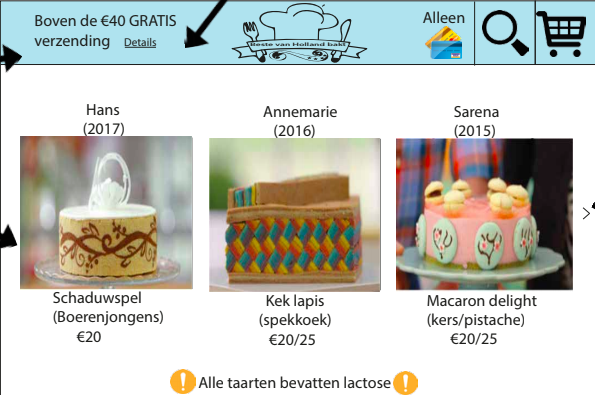 Boven de €40 GRATIS
verzending Details
Beste van Holland bakt
Alleen
Hans
(2017)
Annemarie
(2016)
Sarena
(2015)
Schaduwspel
(Boerenjongens)
€20
Kek lapis
(spekkoek)
€20/25
Macaron delight
(kers/pistache)
€20/25
Alle taarten bevatten lactose